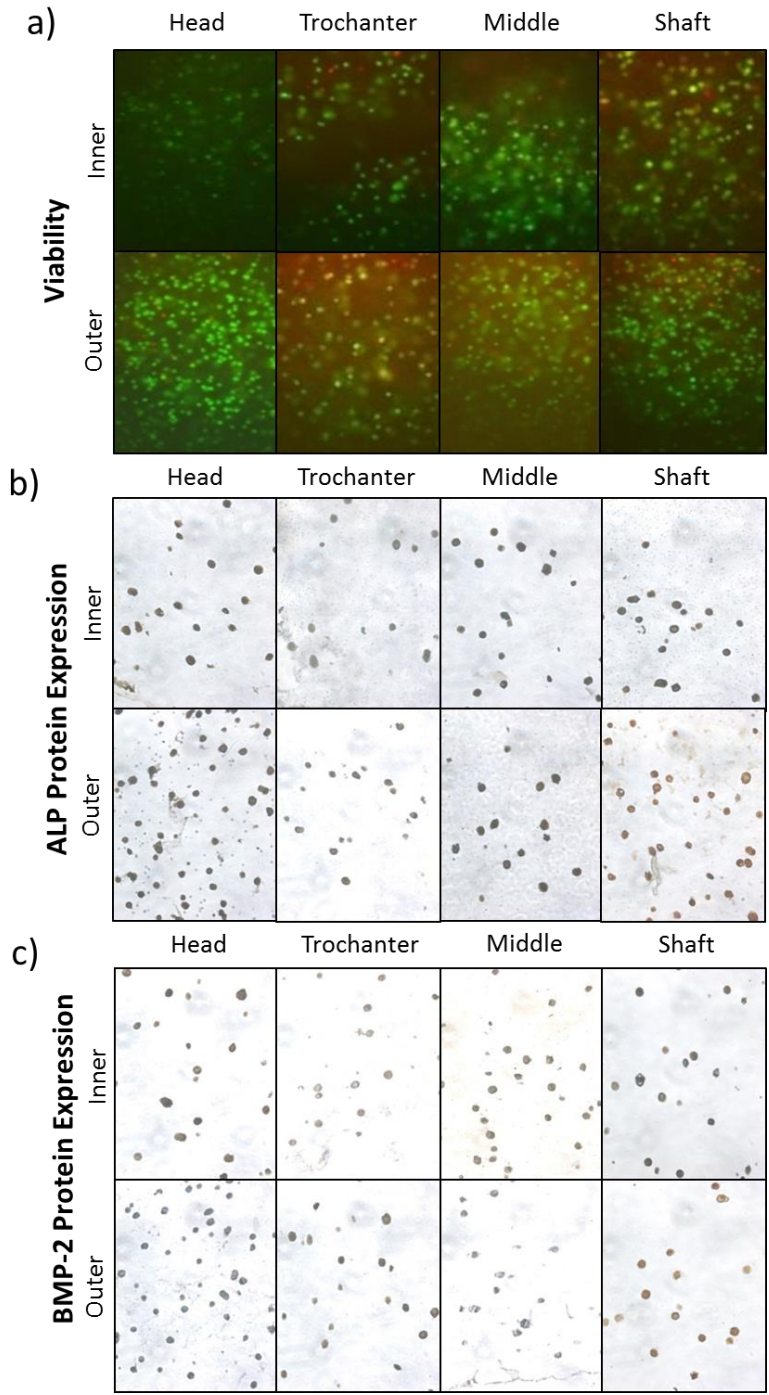 a)
Head Trochanter Middle Shaft
Viability
Inner
Outer
b)
Head Trochanter Middle Shaft
ALP Protein Expression
Inner
Outer
c)
Head Trochanter Middle Shaft
BMP-2 Protein Expression
Inner
Outer